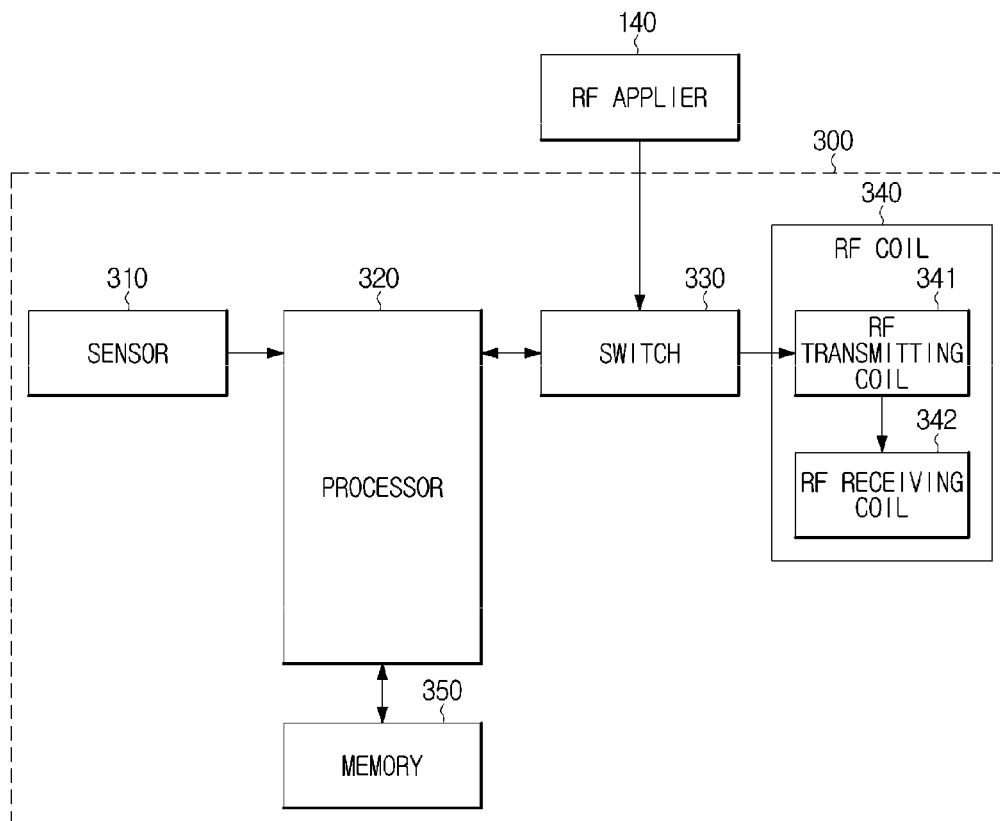 140
RF APPLIER
300
340
RF COIL
310
320
330
341
SENSOR
PROCESSOR
SWITCH
RF
TRANSMITTING
COIL
342
RF RECEIVING
COIL
350
MEMORY